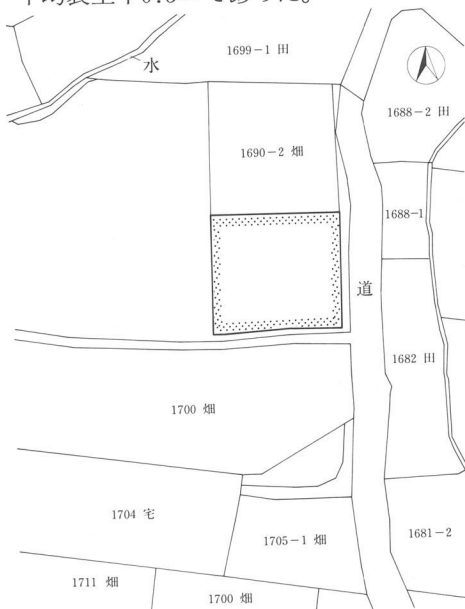 1699-1 田
水
1688-2 田
1690-2 畑
1688-1
道
1682 田
1700 畑
1704 宅
1705-1 畑
1681-2
1711 畑
1700 畑